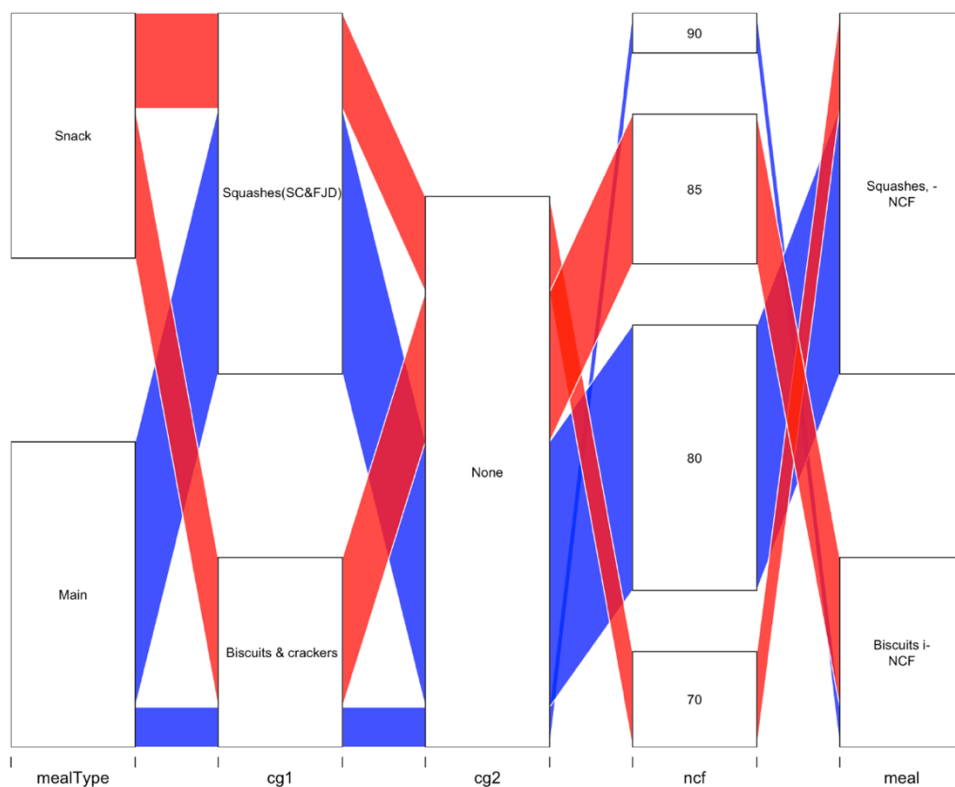 90
Snack
85
Squashes(SC&FJD)
Squashes, -
NCF
80
None
Main
Biscuits & crackers
Biscuits i-
NCF
70
mealType
cg1
cg2
ncf
meal